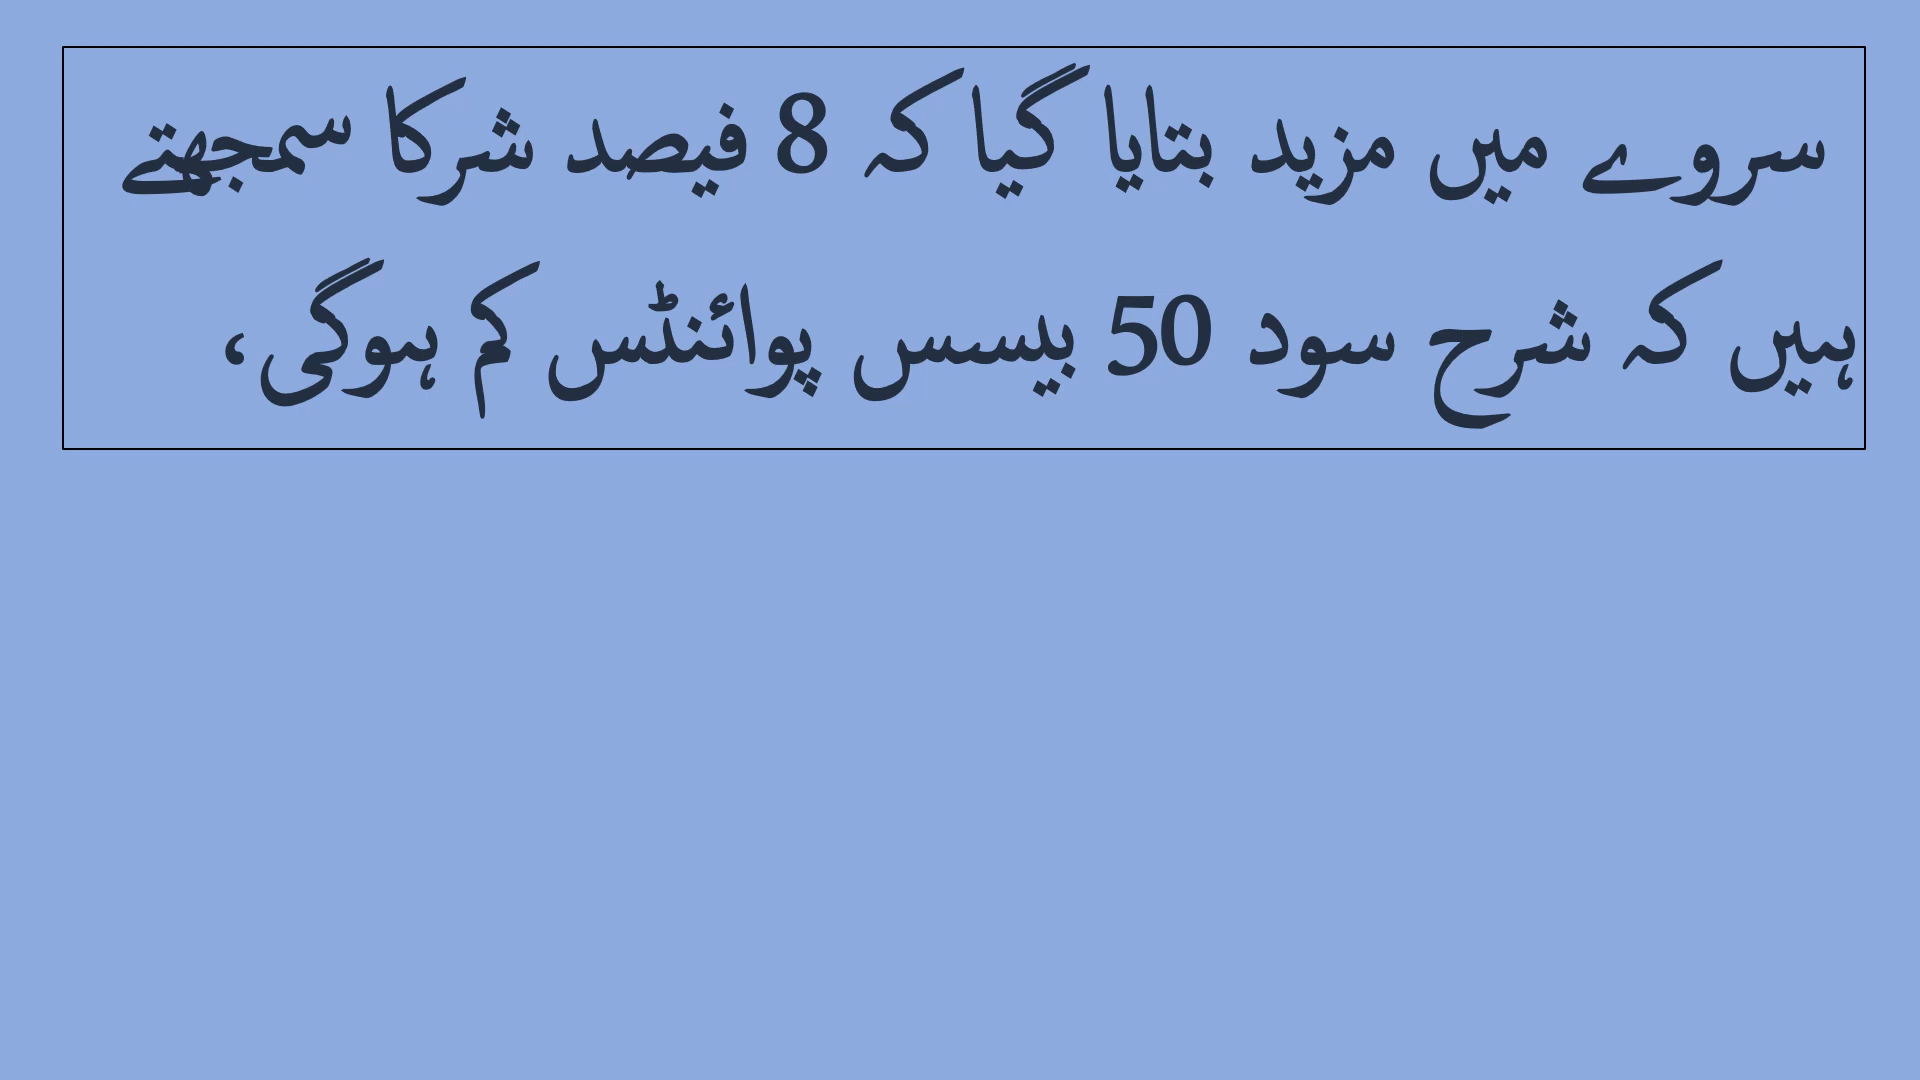 سروے میں مزید بتایا گیا کہ 8 فیصد شرکا سمجھتے
ہیں کہ شرح سود 50 بیسس پوائنٹس کم ہوگی،